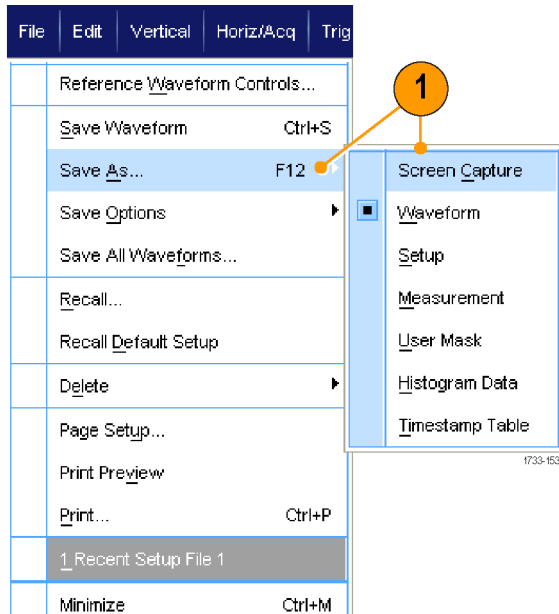 File Edit Vertical Horiz/Acq Trig
Reference Waveform Controls...
Save Waveform Ctrl+S
Save As... F12
Save Options
Save All Waveforms...
Recall...
Recall Default Setup
Delete
Page Setup...
Print Preview
Print... Ctrl+P
1 Recent Setup File 1
Minimize Ctrl+M
1
Screen Capture
Waveform
Setup
Measurement
User Mask
Histogram Data
Timestamp Table
1733-153